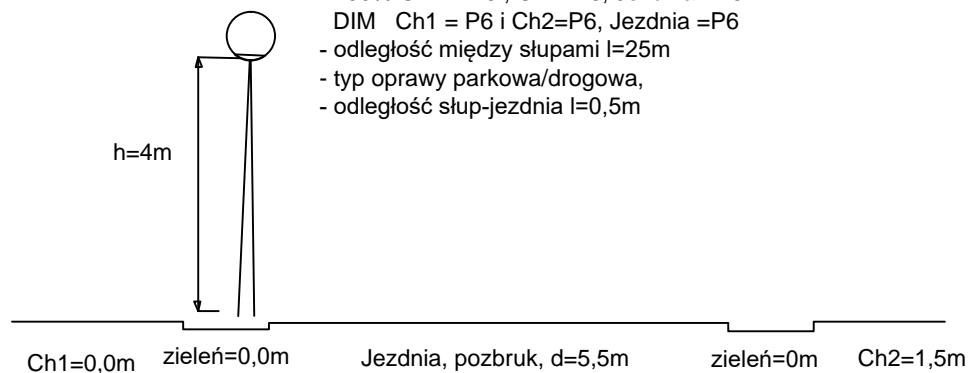 DIM Ch1 = P6 i Ch2=P6, Jezdnia =P6
- odległość między słupami l=25m
- typ oprawy parkowa/drogowa,
- odległość słup-jezdnia l=0,5m
h=4m
Ch1=0,0m zieleń=0,0m Jezdnia, pozbruk, d=5,5m zieleń=0m Ch2=1,5m